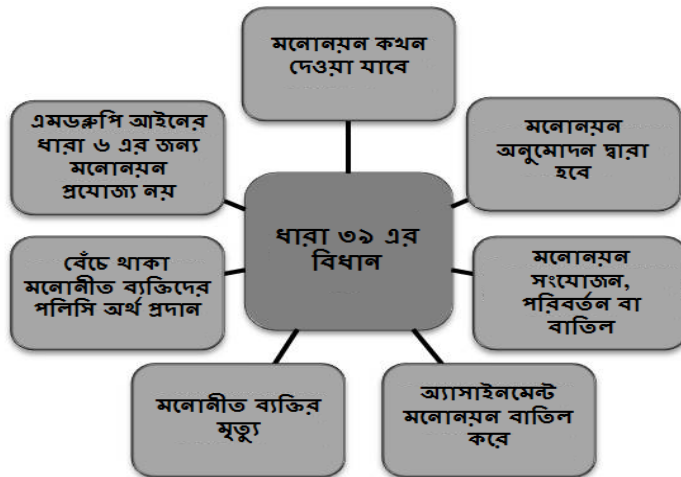 মনোনয়ন কখন
দেওয়া যাবে
মনোনয়ন
অনুমোদন দ্বারা
হবে
মনোনয়ন
সংযোজন,
পরিবর্তন বা
বাতিল
অ্যাসাইনমেন্ট
মনোনয়ন বাতিল
করে
মনোনীত ব্যক্তির
মৃত্যু
বেঁচে থাকা
মনোনীত ব্যক্তিদের
পলিসি অর্থ প্রদান
এমডব্লুপি আইনের
ধারা ৬ এর জন্য
মনোনয়ন
প্রযোজ্য নয়
ধারা ৩৯ এর
বিধান